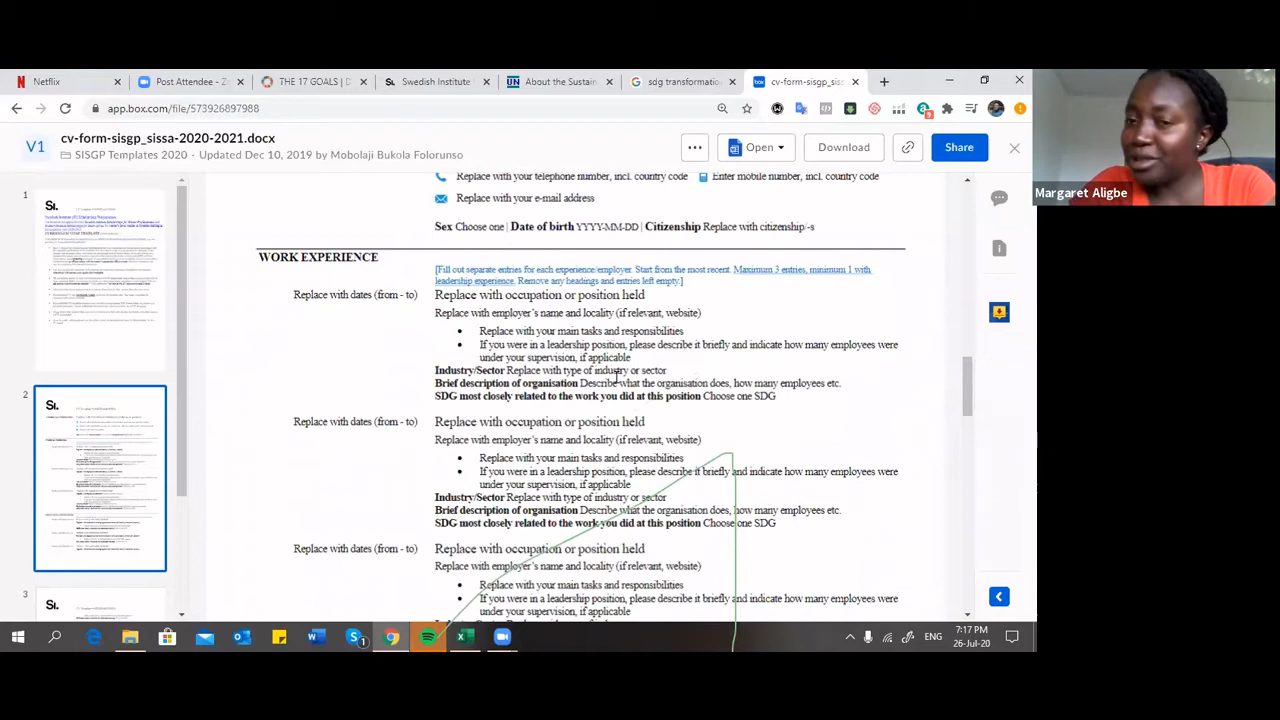 Netflix
Post Attendee - Z
THE 17 GOALS | D
Swedish Institute
About the Sustain
sdg transformatio
cv-form-sisgp_siss
app.box.com/file/573926897988
V1
cv-form-sisgp_sissa-2020-2021.docx
SISGP Templates 2020 • Updated Dec 10, 2019 by Mobolaji Bukola Folorunso
Open
Download
Share
Margaret Aligbe
1
Si.
2
Si.
3
Si.
Replace with your telephone number, incl. country code
Enter mobile number, incl. country code
Replace with your e-mail address
Sex Choose one | Date of birth YYYY-MM-DD | Citizenship Replace with citizenship/-s
WORK EXPERIENCE
[Fill out separate entries for each experience/employer. Start from the most recent. Maximum 3 entries, minimum 1 with
leadership experience. Remove any headings and entries left empty.]
Replace with dates (from - to)
Replace with occupation or position held
Replace with employer's name and locality (if relevant, website)
• Replace with your main tasks and responsibilities
• If you were in a leadership position, please describe it briefly and indicate how many employees were
under your supervision, if applicable
Industry/Sector Replace with type of industry or sector
Brief description of organisation Describe what the organisation does, how many employees etc.
SDG most closely related to the work you did at this position Choose one SDG
Replace with dates (from - to)
Replace with occupation or position held
Replace with employer's name and locality (if relevant, website)
• Replace with your main tasks and responsibilities
• If you were in a leadership position, please describe it briefly and indicate how many employees were
under your supervision, if applicable
Industry/Sector Replace with type of industry or sector
Brief description of organisation Describe what the organisation does, how many employees etc.
SDG most closely related to the work you did at this position Choose one SDG
Replace with dates (from - to)
Replace with occupation or position held
Replace with employer's name and locality (if relevant, website)
• Replace with your main tasks and responsibilities
• If you were in a leadership position, please describe it briefly and indicate how many employees were
under your supervision, if applicable
ENG
7:17 PM
26-Jul-20